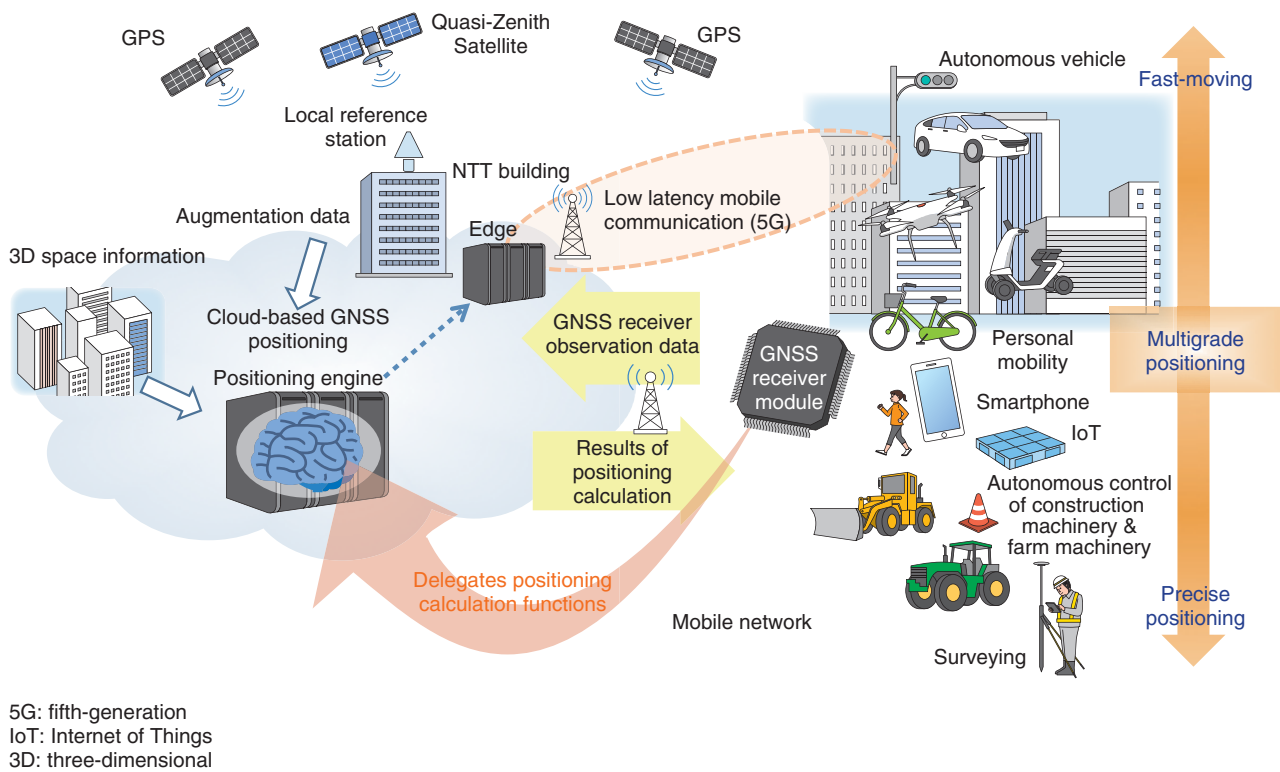 GPS
Quasi-Zenith
Satellite
GPS
Autonomous vehicle
Fast-moving
Local reference
station
NTT building
Low latency mobile
communication (5G)
Augmentation data
Edge
3D space information
Cloud-based GNSS
positioning
GNSS receiver
observation data
GNSS
receiver
module
Personal
mobility
Multigrade
positioning
Positioning engine
Smartphone
IoT
Results of
positioning
calculation
Autonomous control
of construction
machinery &
farm machinery
Delegates positioning
calculation functions
Mobile network
Precise
positioning
Surveying
5G: fifth-generation
IoT: Internet of Things
3D: three-dimensional